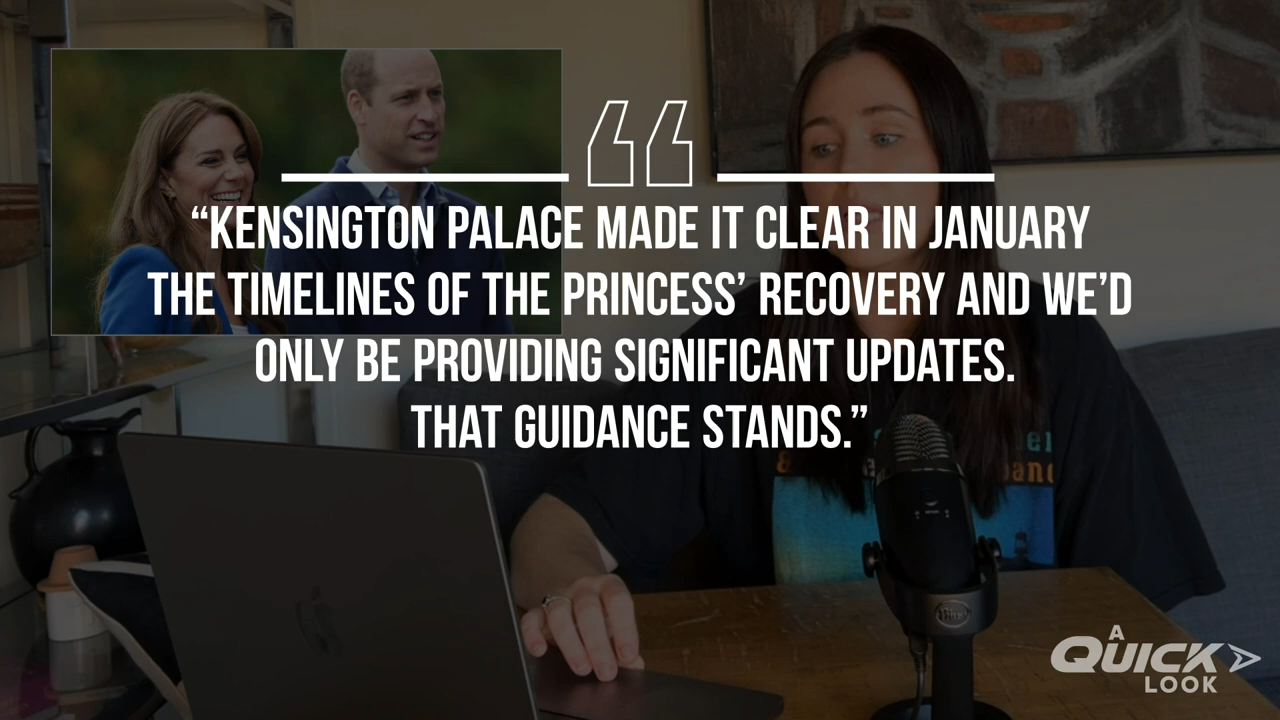 “KENSINGTON PALACE MADE IT CLEAR IN JANUARY
THE TIMELINES OF THE PRINCESS’ RECOVERY AND WE’D
ONLY BE PROVIDING SIGNIFICANT UPDATES.
THAT GUIDANCE STANDS.”
Blue
A
QUICK
LOOK